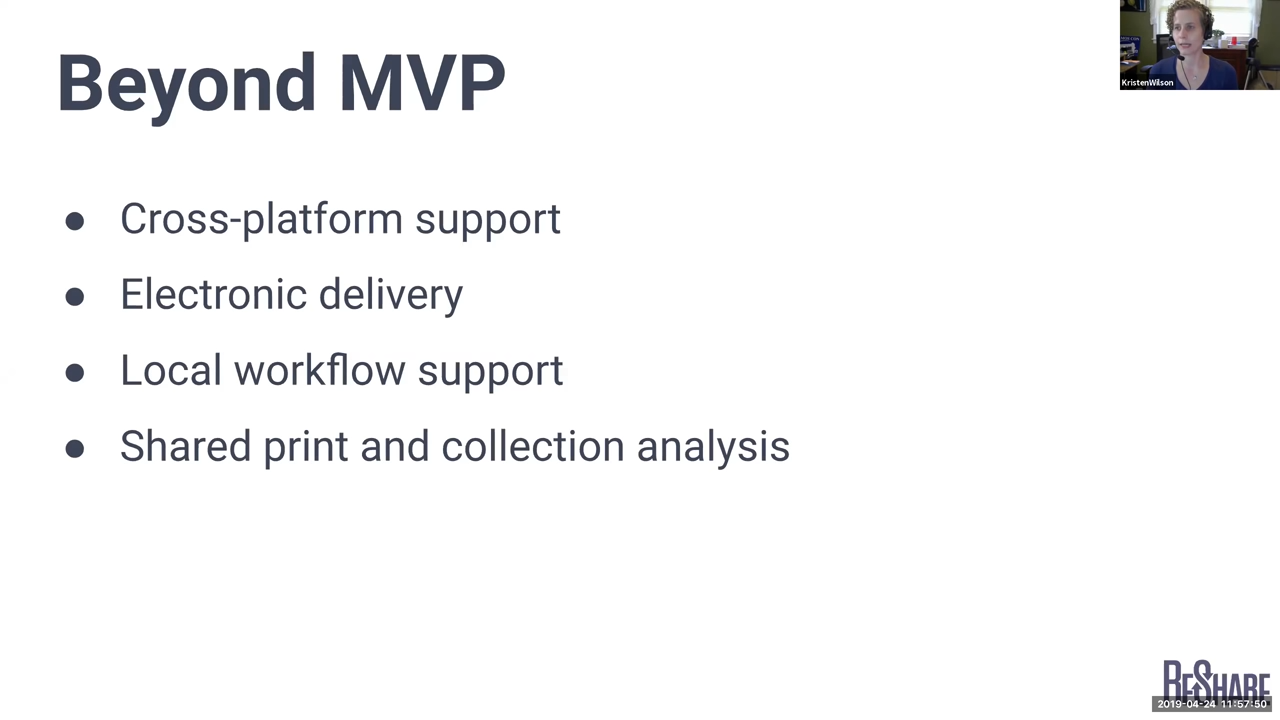 Beyond MVP
KristenWilson
● Cross-platform support
● Electronic delivery
● Local workflow support
● Shared print and collection analysis
RESHARE
2019-04-24 11:57:50